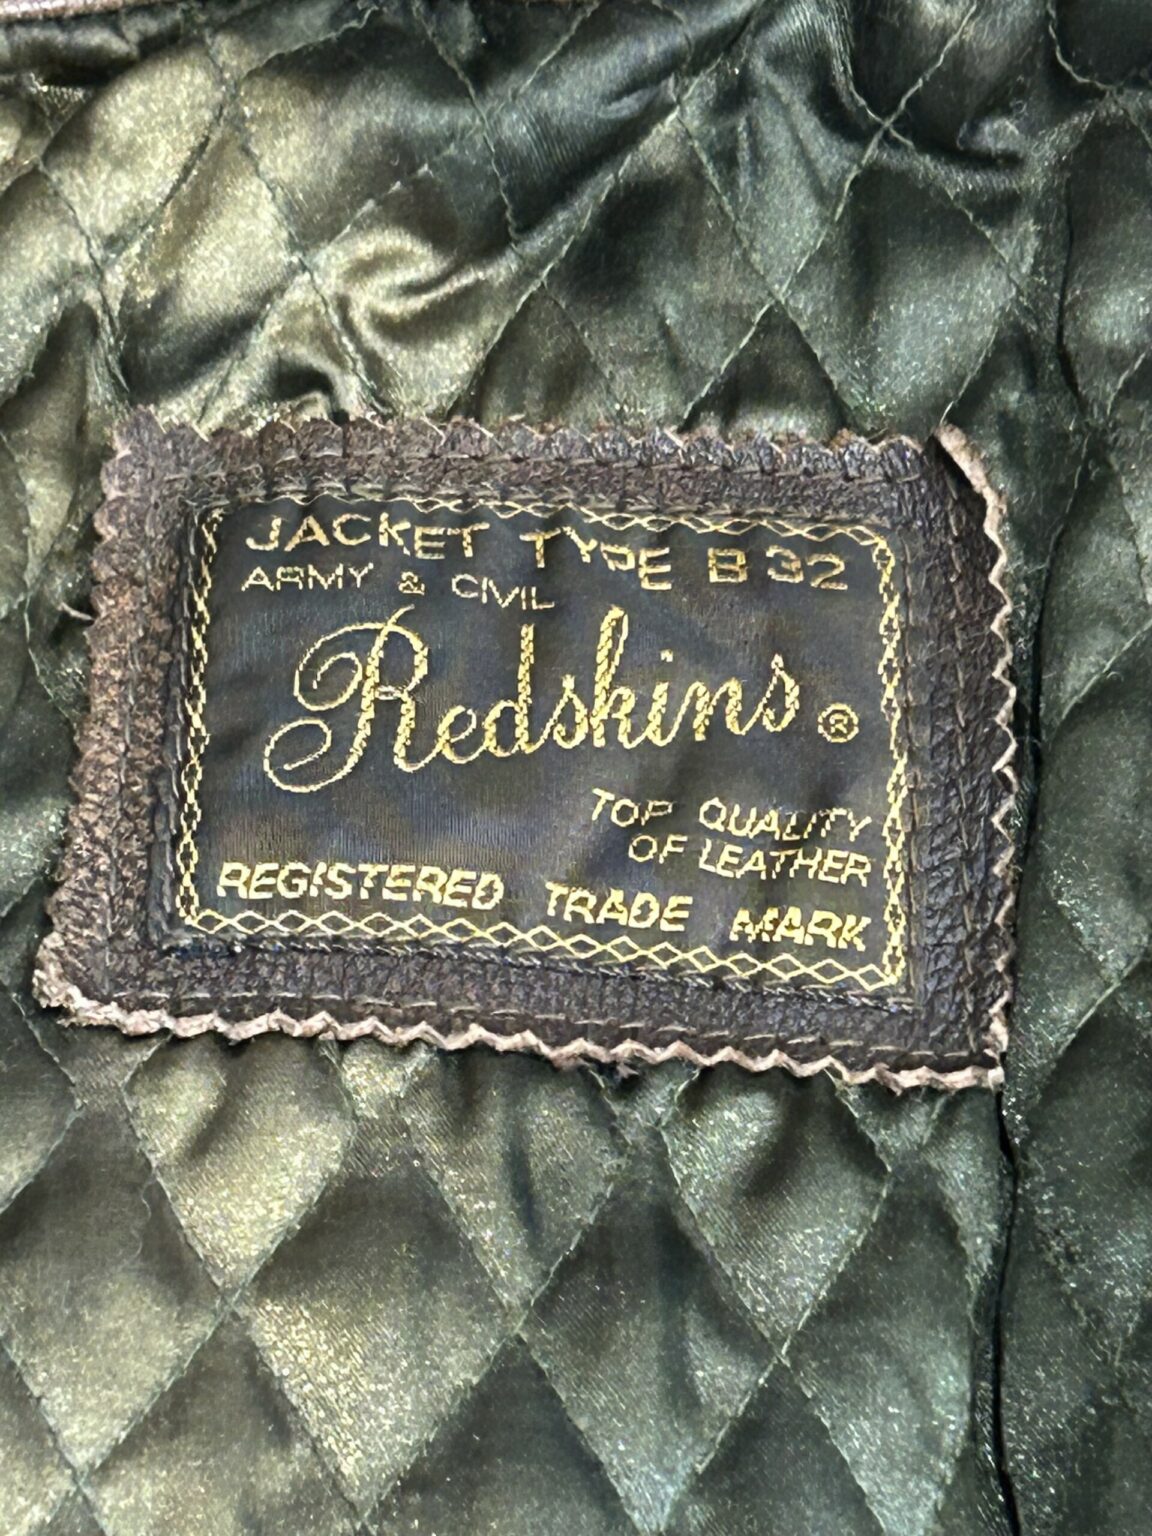 JACKET TYPE B 32
ARMY & CIVIL
Redskins ®
TOP QUALITY
OF LEATHER
REGISTERED TRADE MARK